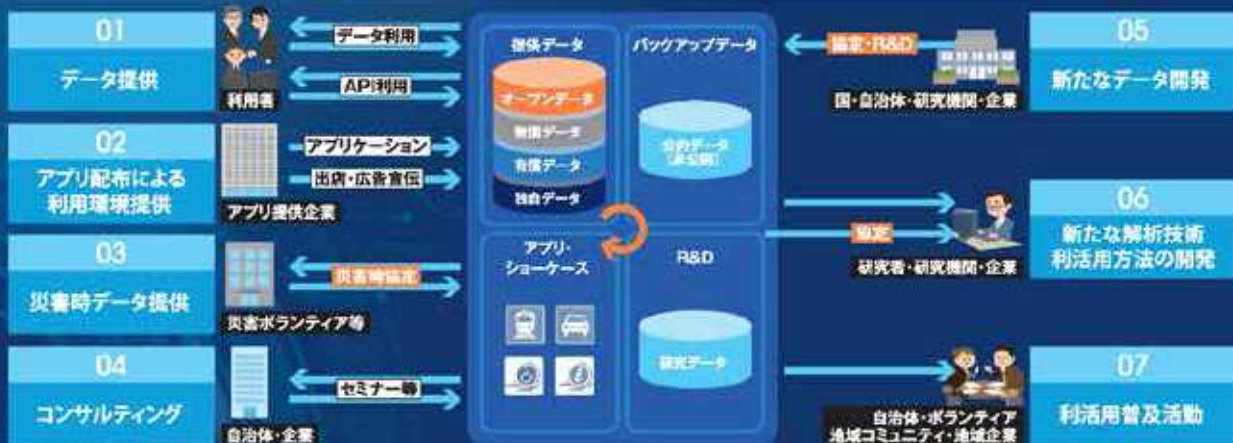 01
データ提供
利用者
データ利用
API利用
02
アプリ配布による
利用環境提供
アプリ提供企業
アプリケーション
出店・広告宣伝
03
災害時データ提供
災害ボランティア等
災害時協定
04
コンサルティング
自治体・企業
セミナー等
提供データ
オープンデータ
無償データ
有償データ
独自データ
バックアップデータ
公的データ
(非公開)
アプリ・
ショーケース
R&D
研究データ
協定・R&D
国・自治体・研究機関・企業
05
新たなデータ開発
協定
研究者・研究機関・企業
06
新たな解析技術
利活用方法の開発
自治体・ボランティア
地域コミュニティ・地域企業
07
利活用普及活動